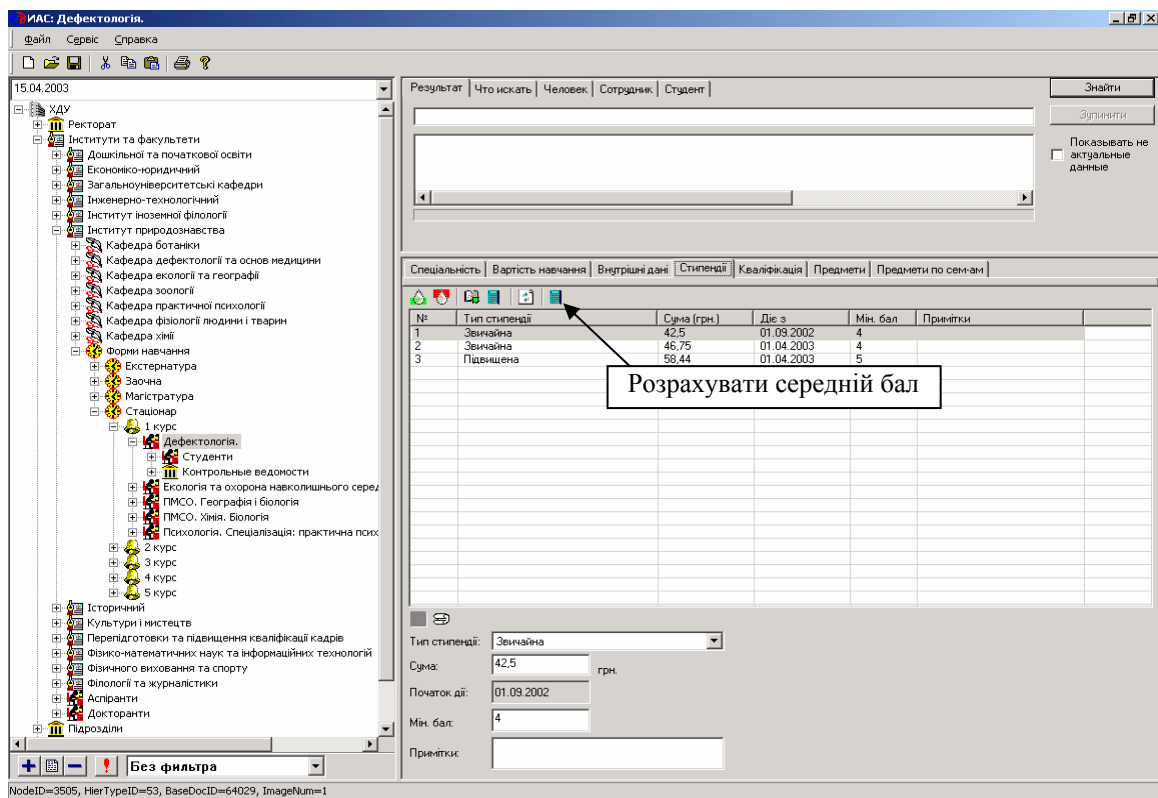 ИАС: Дефектологія.
Файл Сервіс Справка
15.04.2003
ХДУ
Ректорат
Інститути та факультети
Дошкільної та початкової освіти
Економіко-юридичний
Загальноуніверситетські кафедри
Інженерно-технологічний
Інститут іноземної філології
Інститут природознавства
Кафедра ботаніки
Кафедра дефектології та основ медицини
Кафедра екології та географії
Кафедра зоології
Кафедра практичної психології
Кафедра фізіології людини і тварин
Кафедра хімії
Форми навчання
Екстернатура
Заочна
Магістратура
Стаціонар
1 курс
Дефектологія.
Студенти
Контрольные ведомости
Екологія та охорона навколишнього серед
ПМСО. Географія і біологія
ПМСО. Хімія. Біологія
Психологія. Спеціалізація: практична псих
2 курс
3 курс
4 курс
5 курс
Історичний
Культури і мистецтв
Перепідготовки та підвищення кваліфікації кадрів
Фізико-математичних наук та інформаційних технологій
Фізичного виховання та спорту
Філології та журналістики
Аспіранти
Докторанти
Підрозділи
Без фильтра
NodeID=3505, HierTypeID=53, BaseDocID=64029, ImageNum=1
Результат Что искать Человек Сотрудник Студент
Знайти
Зупинити
Показывать не
актуальные
данные
Спеціальність Вартість навчання Внутрішні дані Стипендії Кваліфікація Предмети Предмети по сем-ам
№ Тип стипендії Сума (грн.) Діє з Мін. бал Примітки
1 Звичайна 42,5 01.09.2002 4
2 Звичайна 46,75 01.04.2003 4
3 Підвищена 58,44 01.04.2003 5
Розрахувати середній бал
Тип стипендії: Звичайна
Сума: 42,5 грн.
Початок дії: 01.09.2002
Мін. бал: 4
Примітки: